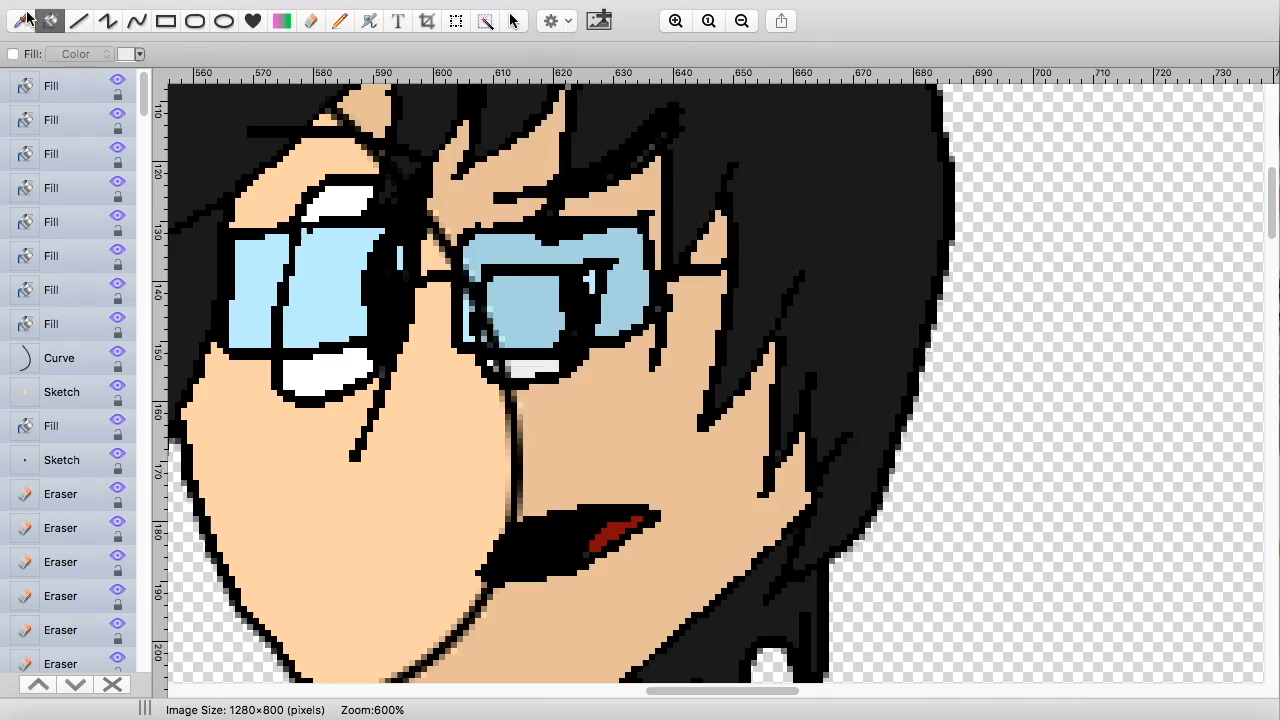 T
Fill:
Color
560 570 580 590 600 610 620 630 640 650 660 670 680 690 700 710 720 730
Fill
110
Fill
Fill
120
Fill
Fill
130
Fill
Fill
140
Fill
Curve
150
Sketch
160
Fill
Sketch
170
Eraser
Eraser
180
Eraser
Eraser
190
Eraser
Eraser
200
Image Size: 1280×800 (pixels) Zoom:600%